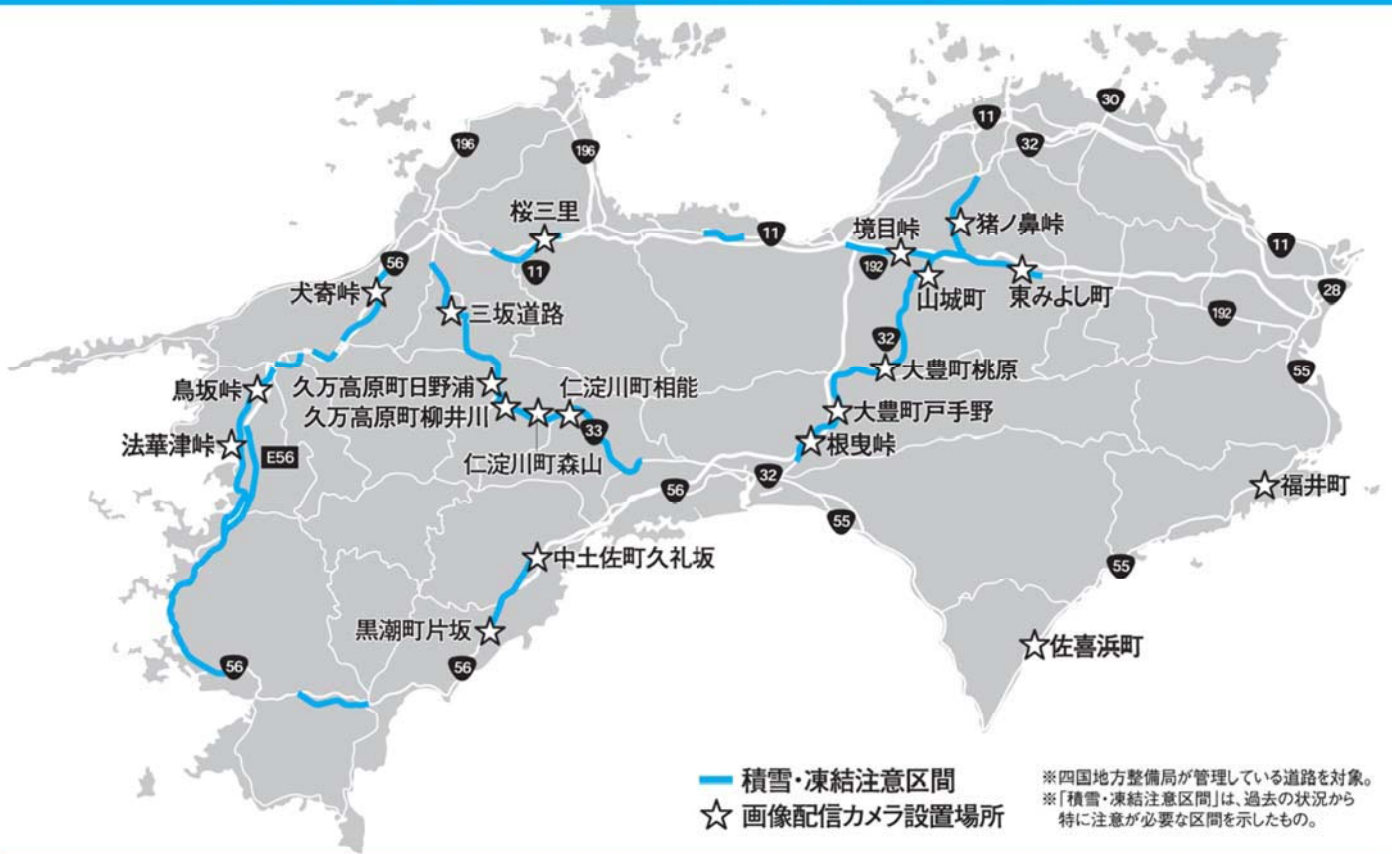 30
11
32
196
196
桜三里
境目峠
猪ノ鼻峠
11
11
56
11
192
犬寄峠
山城町
東みよし町
28
三坂道路
192
32
55
鳥坂峠
久万高原町日野浦
仁淀川町相能
大豊町桃原
久万高原町柳井川
大豊町戸手野
33
法華津峠
E56
仁淀川町森山
根曳峠
32
56
福井町
55
55
中土佐町久礼坂
黒潮町片坂
佐喜浜町
56
56
積雪・凍結注意区間
画像配信カメラ設置場所
※四国地方整備局が管理している道路を対象。
※「積雪・凍結注意区間」は、過去の状況から
特に注意が必要な区間を示したもの。